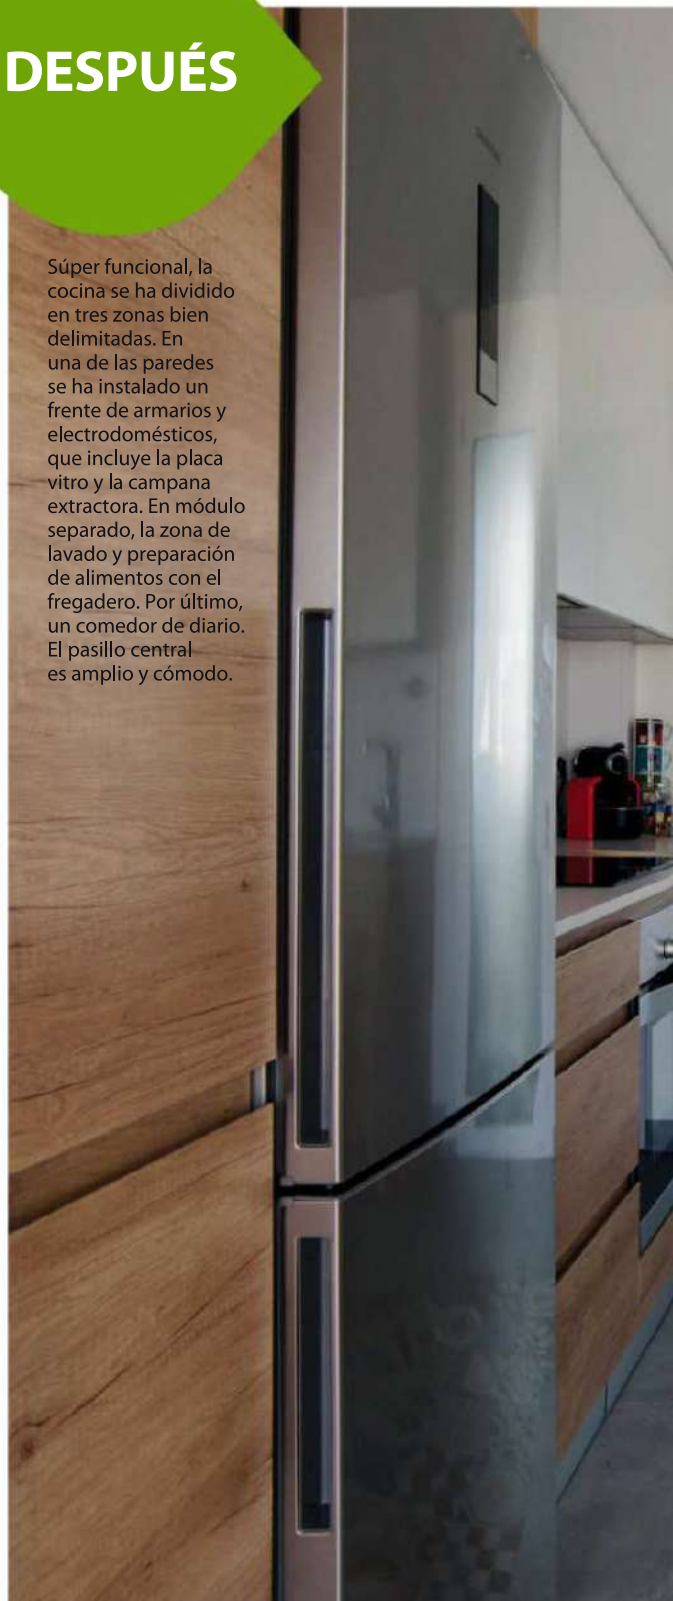 DESPUÉS
Súper funcional, la
cocina se ha dividido
en tres zonas bien
delimitadas. En
una de las paredes
se ha instalado un
frente de armarios y
electrodomésticos,
que incluye la placa
vitro y la campana
extractora. En módulo
separado, la zona de
lavado y preparación
de alimentos con el
fregadero. Por último,
un comedor de diario.
El pasillo central
es amplio y cómodo.